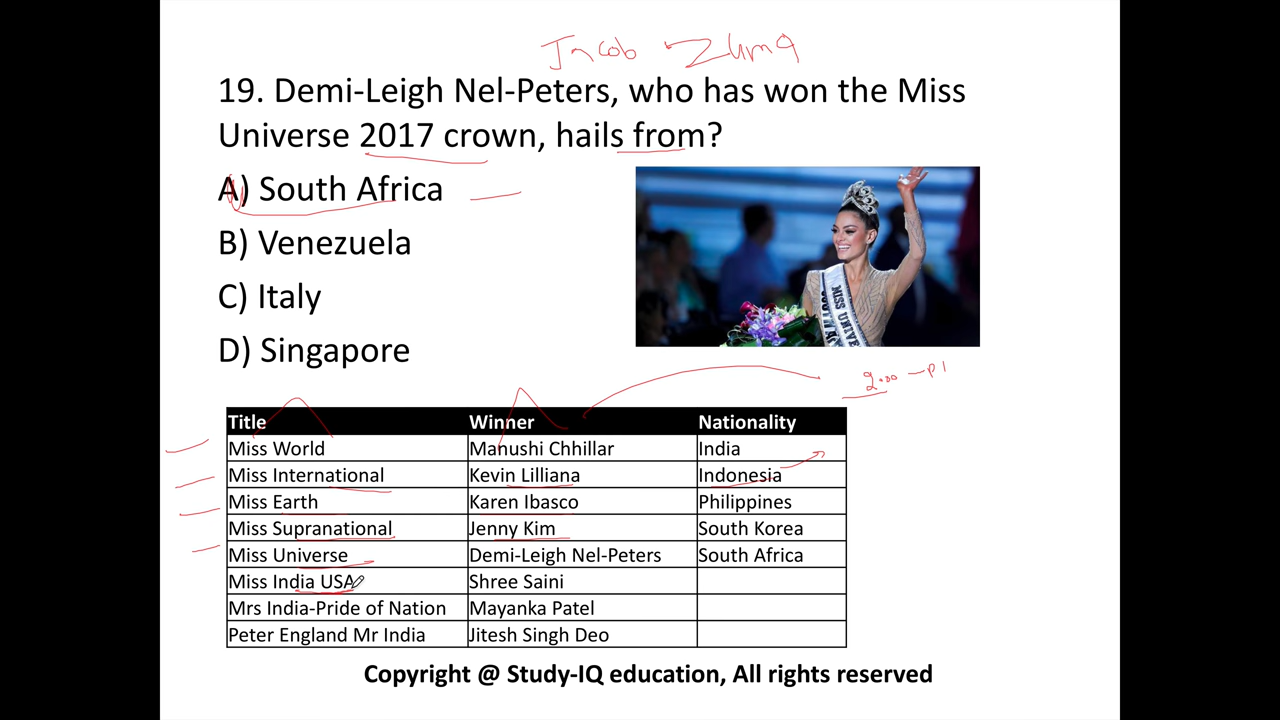 Jacob Zuma
19. Demi-Leigh Nel-Peters, who has won the Miss
Universe 2017 crown, hails from?
A) South Africa
B) Venezuela
C) Italy
D) Singapore
MISS UNIVE
Title Winner Nationality
Miss World Manushi Chhillar India
Miss International Kevin Lilliana Indonesia
Miss Earth Karen Ibasco Philippines
Miss Supranational Jenny Kim South Korea
Miss Universe Demi-Leigh Nel-Peters South Africa
Miss India USA Shree Saini
Mrs India-Pride of Nation Mayanka Patel
Peter England Mr India Jitesh Singh Deo
Copyright @ Study-IQ education, All rights reserved